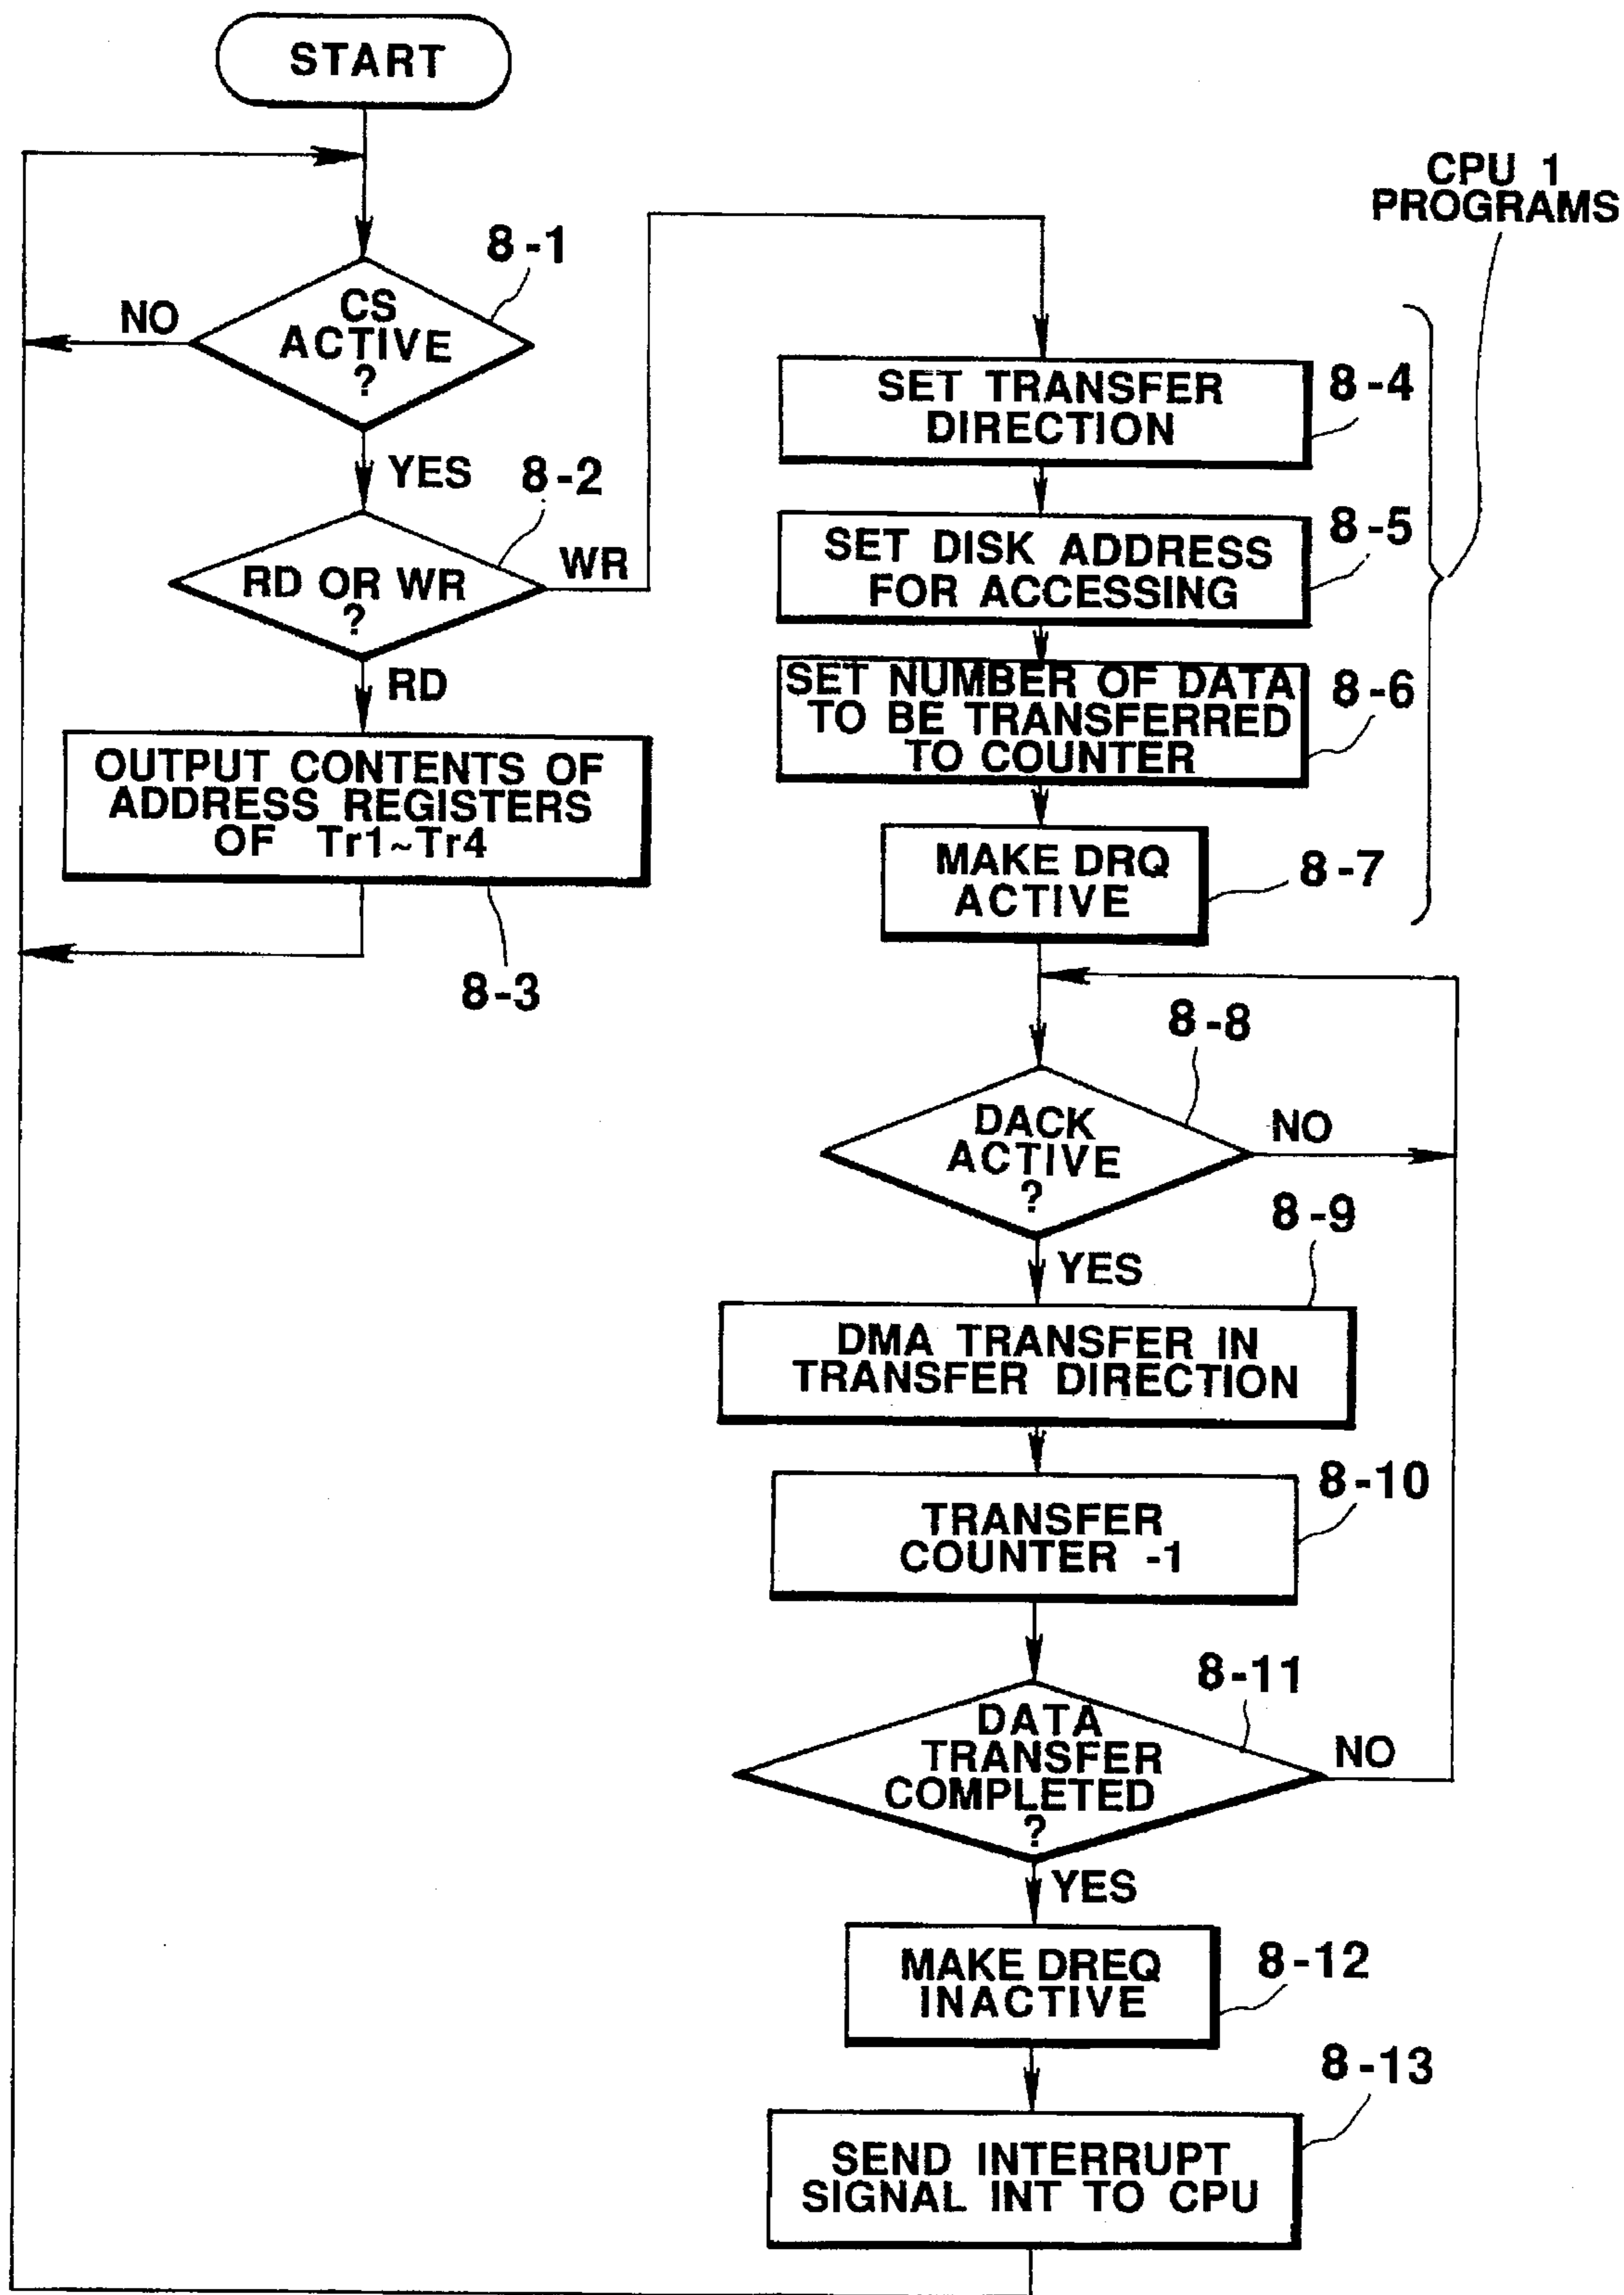 START
CPU 1
PROGRAMS
8-1
CS
ACTIVE
?
NO
YES
8-2
RD OR WR
?
WR
RD
OUTPUT CONTENTS OF
ADDRESS REGISTERS
OF Tr1~Tr4
8-3
SET TRANSFER
DIRECTION
8-4
SET DISK ADDRESS
FOR ACCESSING
8-5
SET NUMBER OF DATA
TO BE TRANSFERRED
TO COUNTER
8-6
MAKE DRQ
ACTIVE
8-7
8-8
DACK
ACTIVE
?
NO
YES
8-9
DMA TRANSFER IN
TRANSFER DIRECTION
8-10
TRANSFER
COUNTER -1
8-11
DATA
TRANSFER
COMPLETED
?
NO
YES
MAKE DREQ
INACTIVE
8-12
8-13
SEND INTERRUPT
SIGNAL INT TO CPU